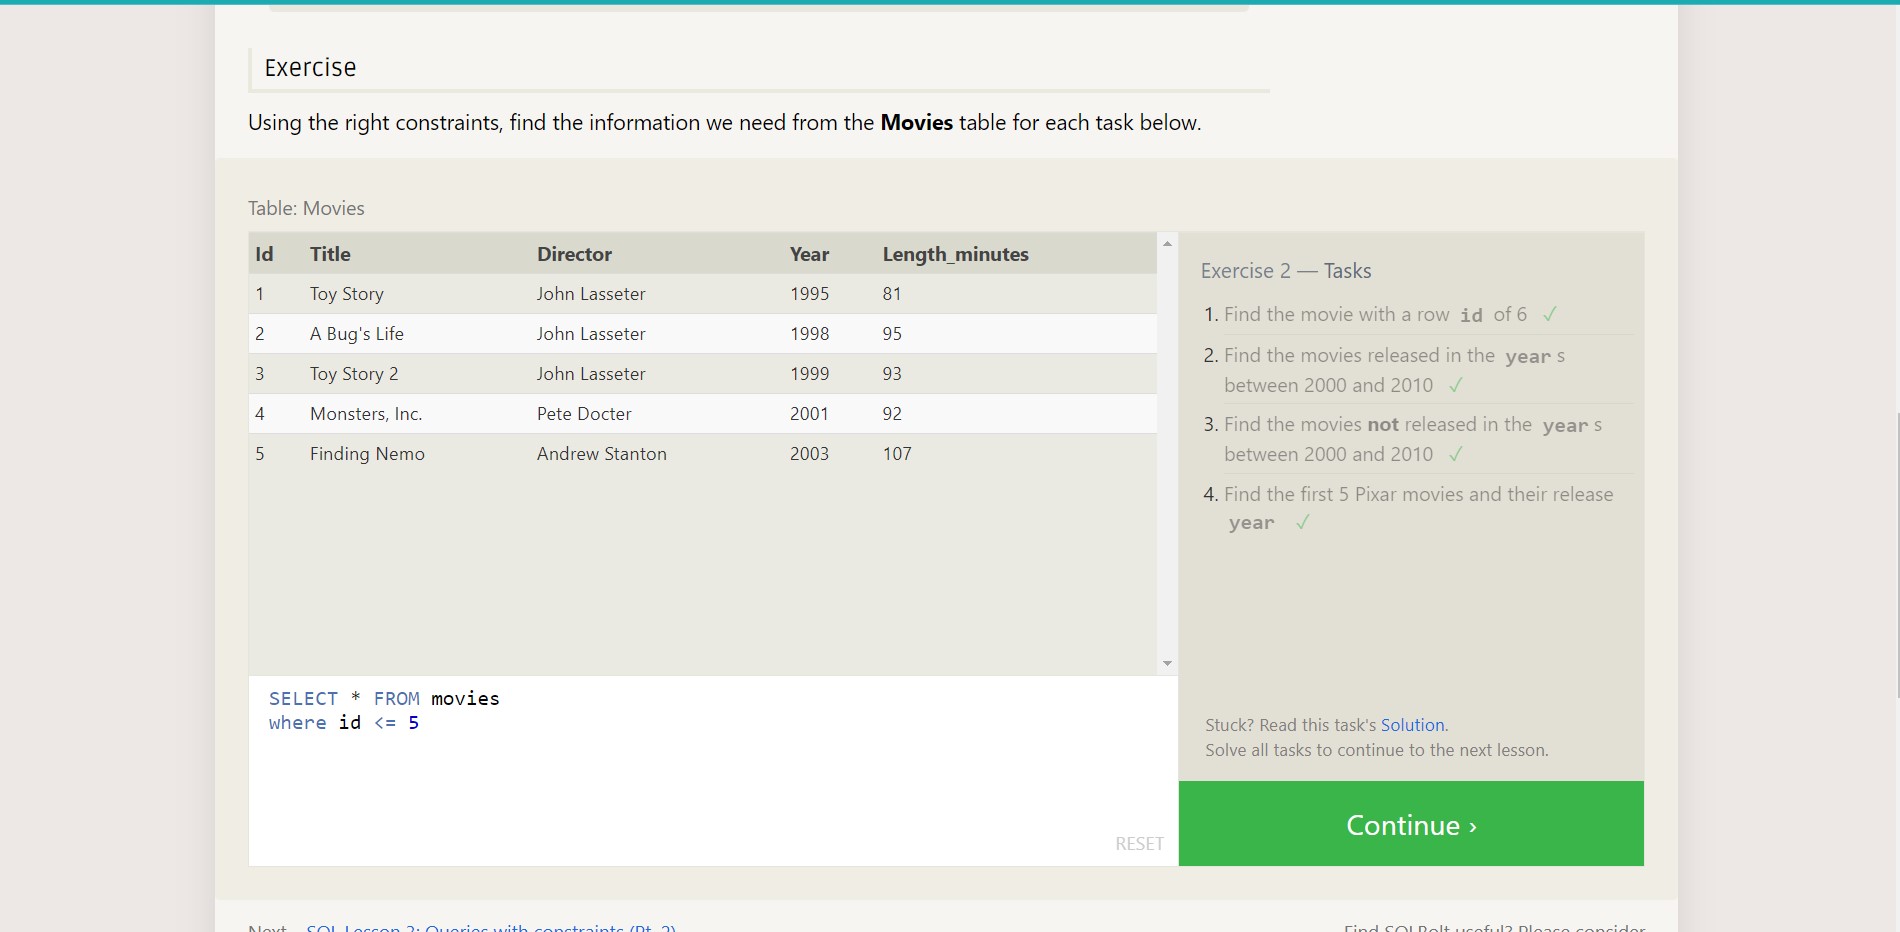 Exercise
Using the right constraints, find the information we need from the Movies table for each task below.
Table: Movies
Id Title Director Year Length_minutes
1 Toy Story John Lasseter 1995 81
2 A Bug's Life John Lasseter 1998 95
3 Toy Story 2 John Lasseter 1999 93
4 Monsters, Inc. Pete Docter 2001 92
5 Finding Nemo Andrew Stanton 2003 107
SELECT * FROM movies
where id <= 5
RESET
Exercise 2 — Tasks
1. Find the movie with a row id of 6 ✓
2. Find the movies released in the year s
between 2000 and 2010 ✓
3. Find the movies not released in the year s
between 2000 and 2010 ✓
4. Find the first 5 Pixar movies and their release
year ✓
Stuck? Read this task's Solution.
Solve all tasks to continue to the next lesson.
Continue ›
Next – SQL Lesson 3: Queries with constraints (Pt. 2)
Find SQLBolt useful? Please consider